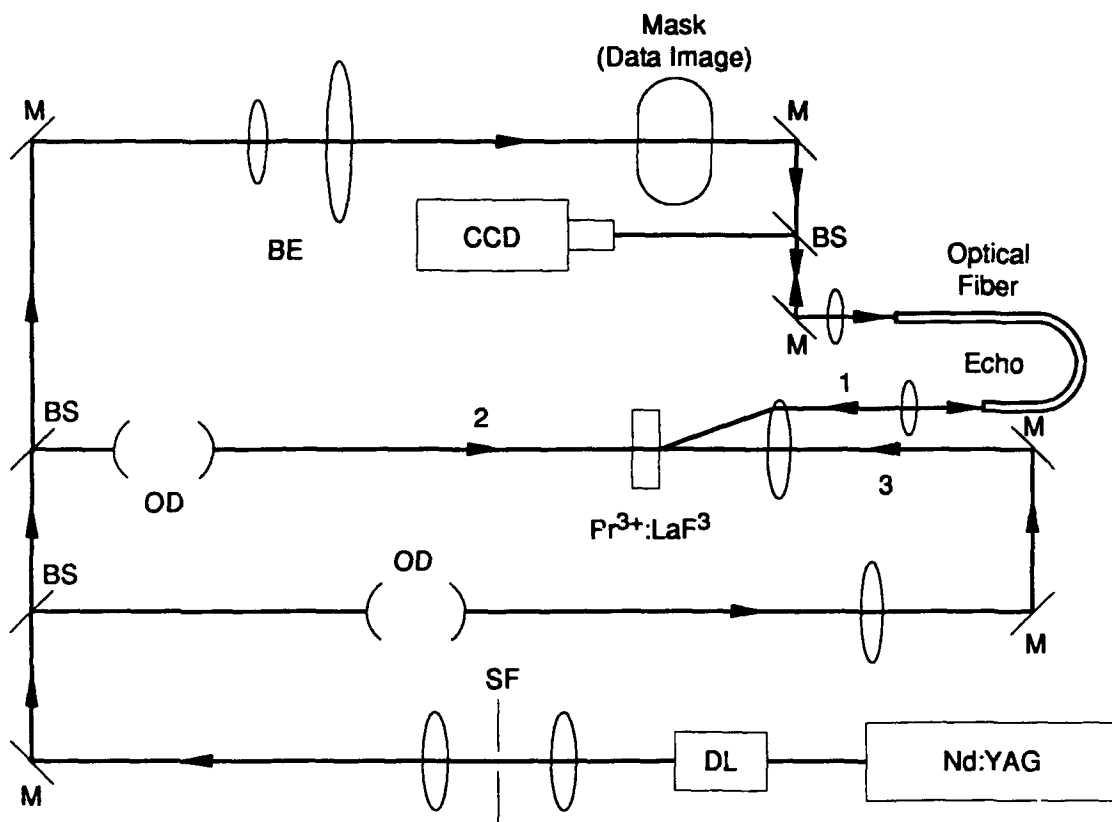 Mask
(Data Image)
M
M
BE
CCD
BS
Optical
Fiber
M
Echo
1
BS
2
M
3
OD
Pr³⁺:LaF³
BS
OD
M
SF
DL
Nd:YAG
M